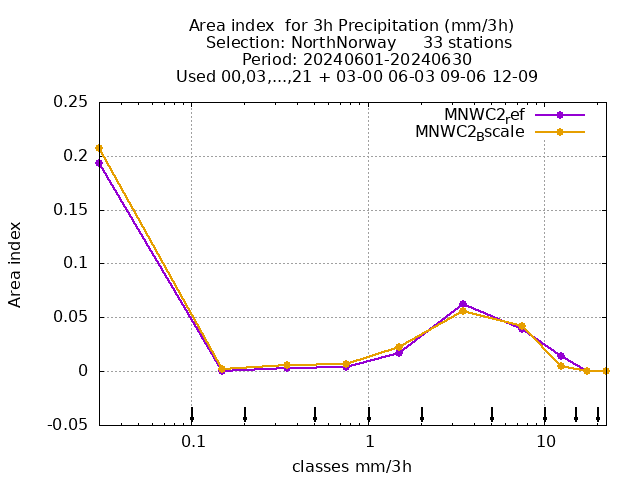 Area index  for 3h Precipitation (mm/3h)
Selection: NorthNorway     33 stations
Period: 20240601-20240630
Used 00,03,...,21 + 03-00 06-03 09-06 12-09
MNWC2ref
MNWC2Bscale
0.25
0.2
0.15
0.1
0.05
0
-0.05
Area index
0.1
1
10
classes mm/3h